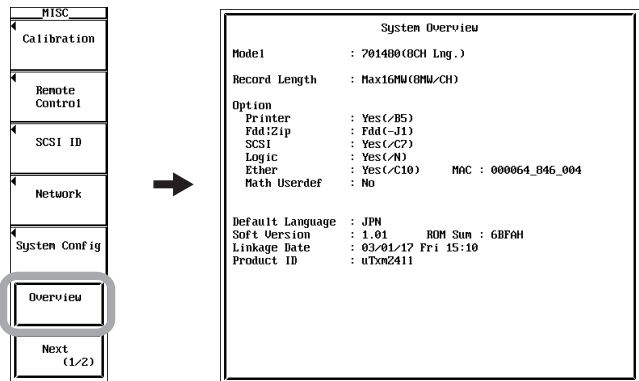 MISC
Calibration
Remote
Control
SCSI ID
Network
System Config
Overview
Next
(1/2)
System Overview
Model : 701480(8CH Lng.)
Record Length : Max16MW(8MW/CH)
Option
Printer : Yes(/B5)
Fdd¦Zip : Fdd(-J1)
SCSI : Yes(/C7)
Logic : Yes(/N)
Ether : Yes(/C10) MAC : 000064_846_004
Math Userdef : No
Default Language : JPN
Soft Version : 1.01 ROM Sum : 6BFAH
Linkage Date : 03/01/17 Fri 15:10
Product ID : uTxmZ411